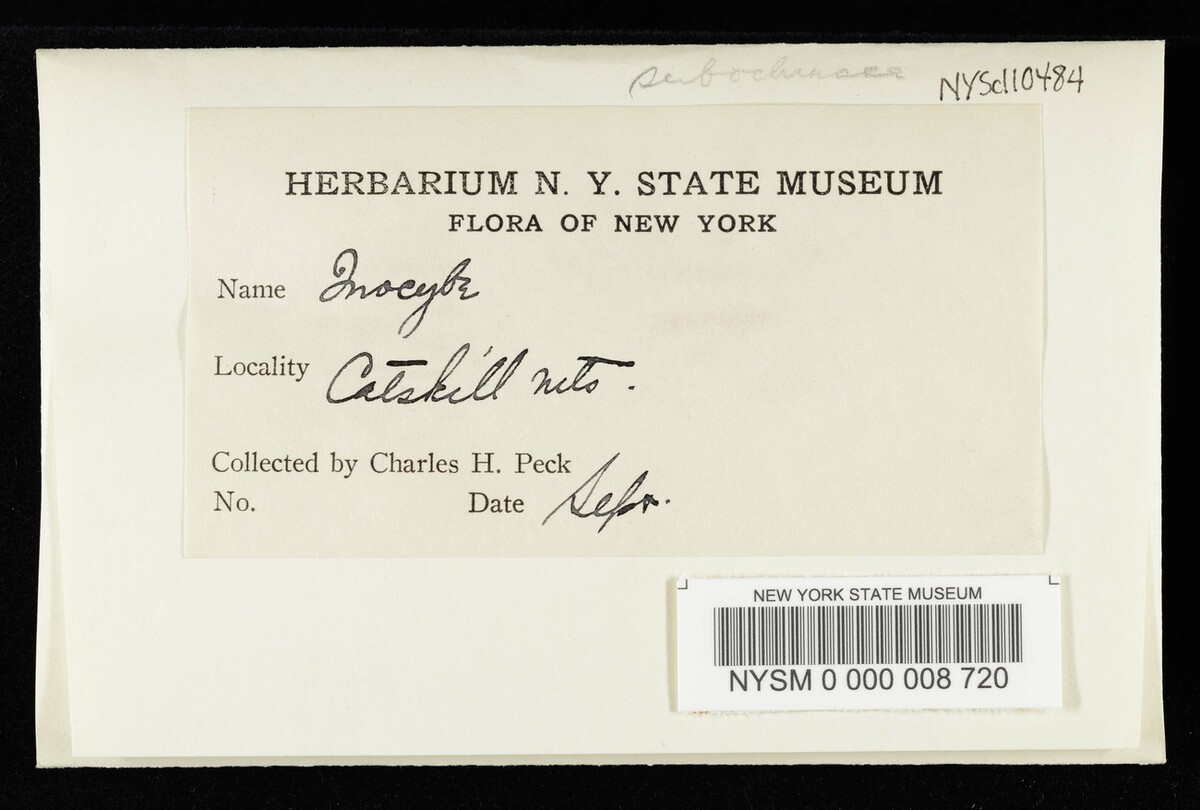 subochracea
NYSd10484
HERBARIUM N. Y. STATE MUSEUM
FLORA OF NEW YORK
Name Inocybe
Locality Catskill mts.
Collected by Charles H. Peck
No. Date Sept.
NEW YORK STATE MUSEUM
NYSM 0 000 008 720